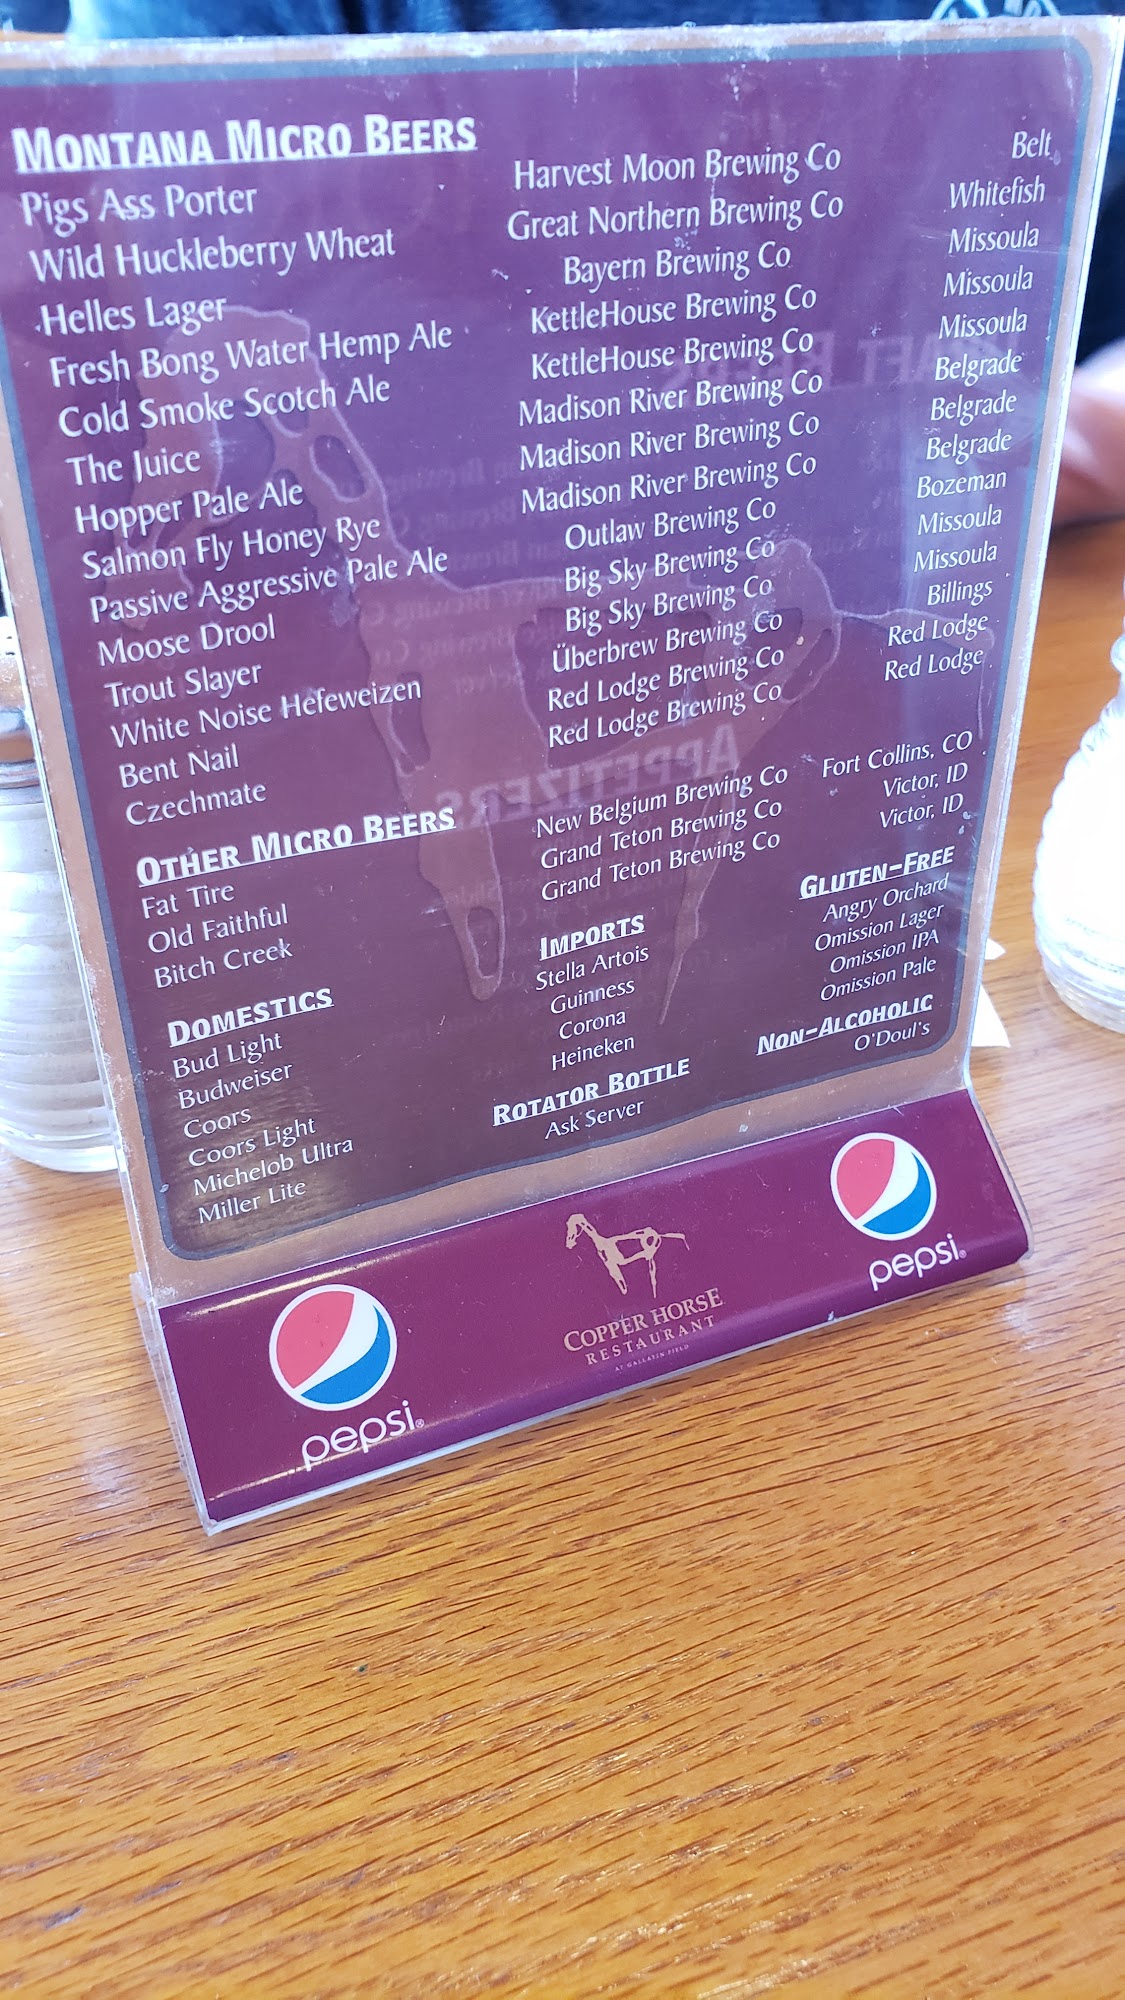 MONTANA MICRO BEERS
Pigs Ass Porter Harvest Moon Brewing Co Belt
Wild Huckleberry Wheat Great Northern Brewing Co Whitefish
Helles Lager Bayern Brewing Co Missoula
Fresh Bong Water Hemp Ale KettleHouse Brewing Co Missoula
Cold Smoke Scotch Ale KettleHouse Brewing Co Missoula
The Juice Madison River Brewing Co Belgrade
Hopper Pale Ale Madison River Brewing Co Belgrade
Salmon Fly Honey Rye Madison River Brewing Co Belgrade
Passive Aggressive Pale Ale Outlaw Brewing Co Bozeman
Moose Drool Big Sky Brewing Co Missoula
Trout Slayer Big Sky Brewing Co Missoula
White Noise Hefeweizen Überbrew Brewing Co Billings
Bent Nail Red Lodge Brewing Co Red Lodge
Czechmate Red Lodge Brewing Co Red Lodge
OTHER MICRO BEERS
Fat Tire New Belgium Brewing Co Fort Collins, CO
Old Faithful Grand Teton Brewing Co Victor, ID
Bitch Creek Grand Teton Brewing Co Victor, ID
DOMESTICS
Bud Light
Budweiser
Coors
Coors Light
Michelob Ultra
Miller Lite
IMPORTS
Stella Artois
Guinness
Corona
Heineken
ROTATOR BOTTLE
Ask Server
GLUTEN-FREE
Angry Orchard
Omission Lager
Omission IPA
Omission Pale
NON-ALCOHOLIC
O'Doul's
pepsi®
COPPER HORSE
RESTAURANT
AT GALLATIN FIELD
pepsi®